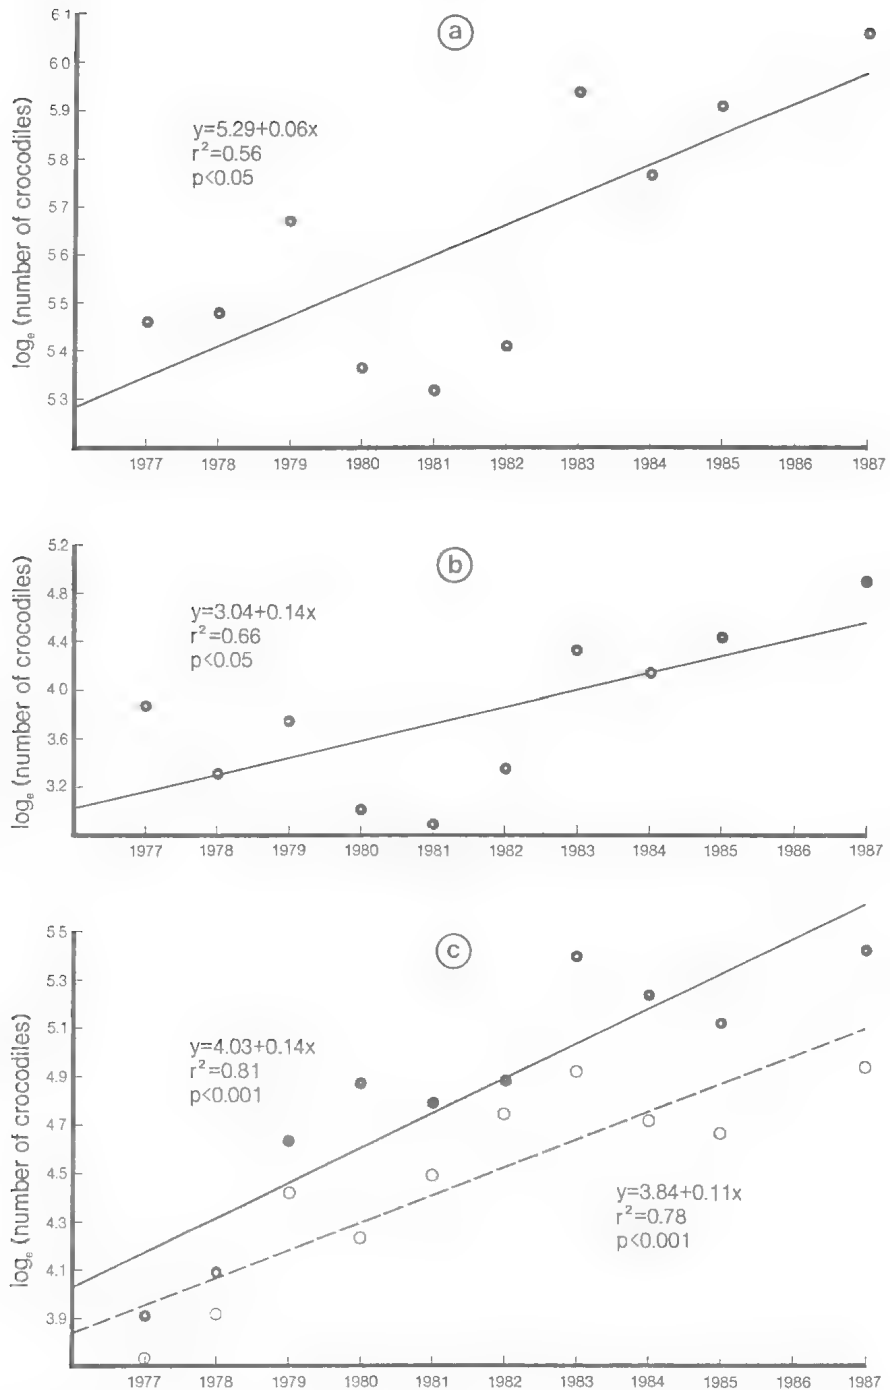 a
log_e (number of crocodiles)
6.1
6.0
5.9
5.8
5.7
5.6
5.5
5.4
5.3
y=5.29+0.06x
r²=0.56
p<0.05
1977 1978 1979 1980 1981 1982 1983 1984 1985 1986 1987
b
log_e (number of crocodiles)
5.2
4.8
4.4
4.0
3.6
3.2
y=3.04+0.14x
r²=0.66
p<0.05
1977 1978 1979 1980 1981 1982 1983 1984 1985 1986 1987
c
log_e (number of crocodiles)
5.5
5.3
5.1
4.9
4.7
4.5
4.3
4.1
3.9
y=4.03+0.14x
r²=0.81
p<0.001
y=3.84+0.11x
r²=0.78
p<0.001
1977 1978 1979 1980 1981 1982 1983 1984 1985 1986 1987